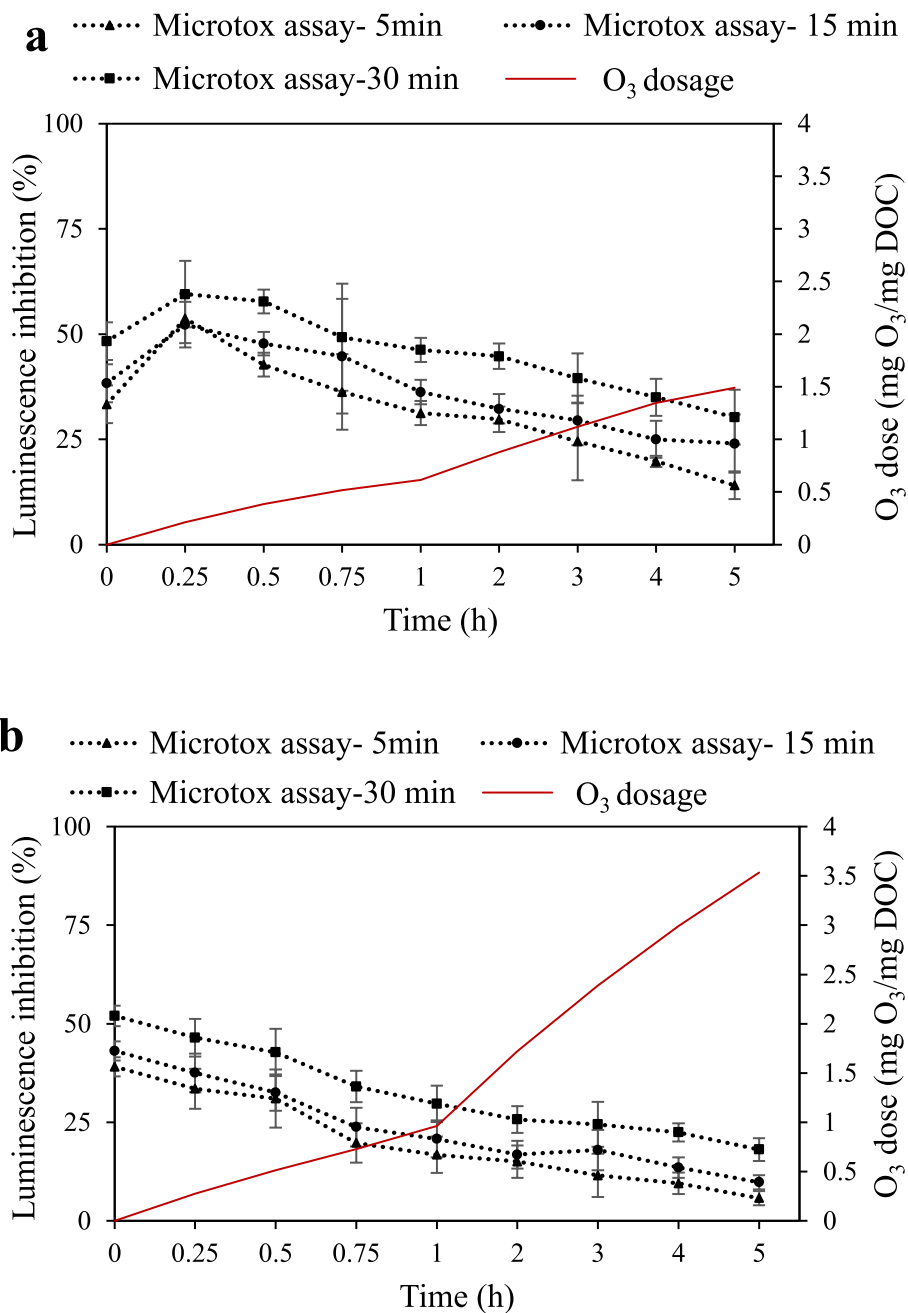 a
Microtox assay- 5min
Microtox assay- 15 min
Microtox assay-30 min
O3 dosage
Luminescence inhibition (%)
100
75
50
25
0
4
3.5
3
2.5
2
1.5
1
0.5
0
O3 dose (mg O3/mg DOC)
0 0.25 0.5 0.75 1 2 3 4 5
Time (h)
b
Microtox assay- 5min
Microtox assay- 15 min
Microtox assay-30 min
O3 dosage
Luminescence inhibition (%)
100
75
50
25
0
4
3.5
3
2.5
2
1.5
1
0.5
0
O3 dose (mg O3/mg DOC)
0 0.25 0.5 0.75 1 2 3 4 5
Time (h)